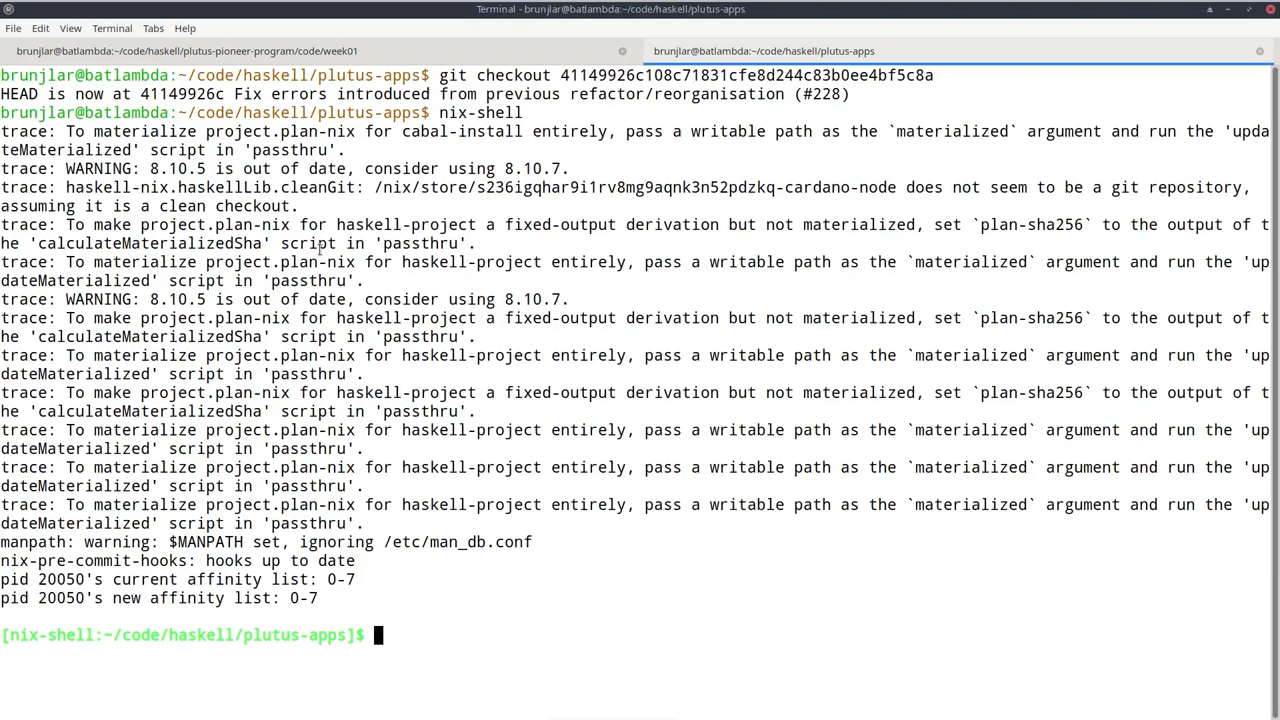 Terminal - brunjlar@batlambda:~/code/haskell/plutus-apps
File Edit View Terminal Tabs Help
brunjlar@batlambda:~/code/haskell/plutus-pioneer-program/code/week01 brunjlar@batlambda:~/code/haskell/plutus-apps
brunjlar@batlambda:~/code/haskell/plutus-apps$ git checkout 41149926c108c71831cfe8d244c83b0ee4bf5c8a
HEAD is now at 41149926c Fix errors introduced from previous refactor/reorganisation (#228)
brunjlar@batlambda:~/code/haskell/plutus-apps$ nix-shell
trace: To materialize project.plan-nix for cabal-install entirely, pass a writable path as the `materialized` argument and run the 'upda
teMaterialized' script in 'passthru'.
trace: WARNING: 8.10.5 is out of date, consider using 8.10.7.
trace: haskell-nix.haskellLib.cleanGit: /nix/store/s236igqhar9i1rv8mg9aqnk3n52pdzkq-cardano-node does not seem to be a git repository,
assuming it is a clean checkout.
trace: To make project.plan-nix for haskell-project a fixed-output derivation but not materialized, set `plan-sha256` to the output of t
he 'calculateMaterializedSha' script in 'passthru'.
trace: To materialize project.plan-nix for haskell-project entirely, pass a writable path as the `materialized` argument and run the 'up
dateMaterialized' script in 'passthru'.
trace: WARNING: 8.10.5 is out of date, consider using 8.10.7.
trace: To make project.plan-nix for haskell-project a fixed-output derivation but not materialized, set `plan-sha256` to the output of t
he 'calculateMaterializedSha' script in 'passthru'.
trace: To materialize project.plan-nix for haskell-project entirely, pass a writable path as the `materialized` argument and run the 'up
dateMaterialized' script in 'passthru'.
trace: To make project.plan-nix for haskell-project a fixed-output derivation but not materialized, set `plan-sha256` to the output of t
he 'calculateMaterializedSha' script in 'passthru'.
trace: To materialize project.plan-nix for haskell-project entirely, pass a writable path as the `materialized` argument and run the 'up
dateMaterialized' script in 'passthru'.
trace: To materialize project.plan-nix for haskell-project entirely, pass a writable path as the `materialized` argument and run the 'up
dateMaterialized' script in 'passthru'.
trace: To materialize project.plan-nix for haskell-project entirely, pass a writable path as the `materialized` argument and run the 'up
dateMaterialized' script in 'passthru'.
manpath: warning: $MANPATH set, ignoring /etc/man_db.conf
nix-pre-commit-hooks: hooks up to date
pid 20050's current affinity list: 0-7
pid 20050's new affinity list: 0-7
[nix-shell:~/code/haskell/plutus-apps]$